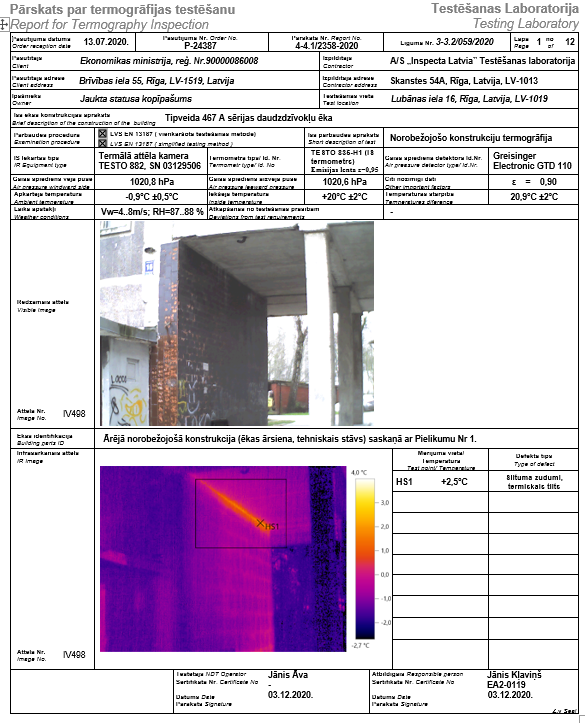 Pārskats par termogrāfijas testēšanu Testēšanas Laboratorija
Report for Termography Inspection Testing Laboratory
Pasūtījuma datums 13.07.2020. Pasūtījuma Nr. Order No. Pārskata Nr. Report No. Līguma Nr. 3-3.2/059/2020 Lapa 1 no 12
Order reception date P-24387 4-4.1/2358-2020 Page of
Pasūtītājs Ekonomikas ministrija, reģ. Nr.90000086008 Izpildītājs A/S „Inspecta Latvia” Testēšanas laboratorija
Client Contractor
Pasūtītāja adrese Brīvības iela 55, Rīga, LV-1519, Latvija Izpildītāja adrese Skanstes 54A, Rīga, Latvija, LV-1013
Client address Contractor address
Īpašnieks Jaukta statusa kopīpašums Testēšanas vieta Lubānas iela 16, Rīga, Latvija, LV-1019
Owner Test location
Īss ēkas konstrukcijas apraksts Tipveida 467 A sērijas daudzdzīvokļu ēka
Brief description of the construction of the building
Pārbaudes procedūra LVS EN 13187 ( vienkāršota testēšanas metode) Īss pārbaudes apraksts Norobežojošo konstrukciju termogrāfija
Examination procedure LVS EN 13187 ( simplified testing method ) Short description of test
IS iekārtas tips Termālā attēla kamera Termometra tips/ Id. Nr. TESTO 835-H1 (IS termometrs) Gaisa spiediena detektora Id.Nr. Greisinger
IR Equipment type TESTO 882, SN 03129506 Termometr type/ Id. No Emisijas lenta ε=0,95 Air pressure detector type/ Id.Nr. Electronic GTD 110
Gaisa spiediens vēja pusē 1020,8 hPa Gaisa spiediens aizvēja pusē 1020,6 hPa Citi nozīmīgi dati ε = 0,90
Air pressure windward side Air pressure leeward pressure Other important factors
Apkārtējā temperatūra -0,9°C ±0,5°C Iekšējā temperatūra +20°C ±2°C Temperatūras starpība 20,9°C ±2°C
Ambient temperature Inside temperature Temperatures diference
Laika apstākļi Vw=4..8m/s; RH=87..88 % Atkāpšanās no testēšanas prasībām -
Weather conditions Deviations from test requirements
Redzamais attēls
Visible image
Attēla Nr. IV498
Image No.
Ēkas identifikācija Ārējā norobežojošā konstrukcija (ēkas ārsiena, tehniskais stāvs) saskaņā ar Pielikumu Nr 1.
Building parts ID
Infrasarkanais attēls Mērījuma vieta/ Temperatūra Defekta tips
IR image Test point/ Temperature Type of defect
HS1 +2,5°C Siltuma zudumi, termiskais tilts
4,0 °C
3,0
2,0
HS1
1,0
0,0
-1,0
-2,0
-2,7 °C
Attēla Nr. IV498
Image No.
Testētājs NDT Operator Jānis Āva Atbildīgais Responsible person Jānis Kļaviņš
Sertifikāta Nr. Certificate No - Sertifikāta Nr. Certificate No EA2-0119
Datums Date 03.12.2020. Datums Date 03.12.2020.
Paraksts Signature Paraksts Signature